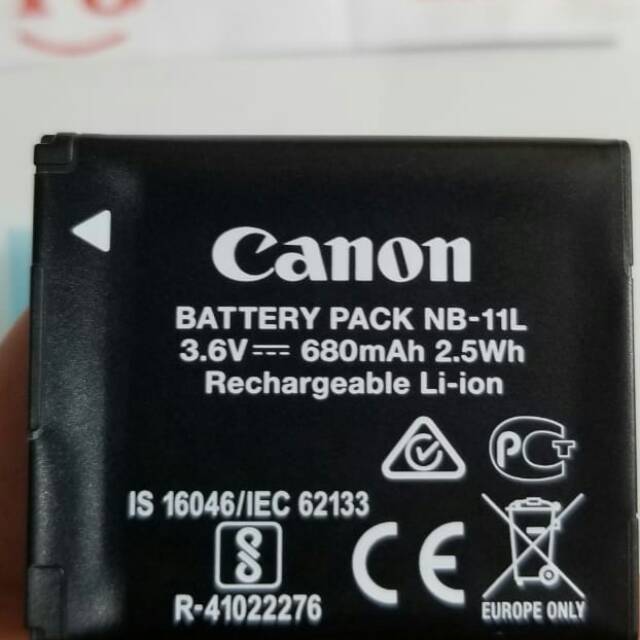 Canon
BATTERY PACK NB-11L
3.6V⎓ 680mAh 2.5Wh
Rechargeable Li-ion
PCT
IS 16046/IEC 62133
CE
R-41022276
EUROPE ONLY